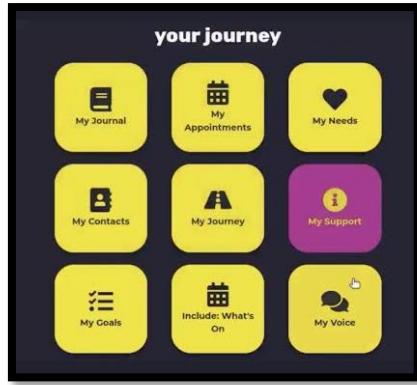 your journey
My Journal
My
Appointments
My Needs
My Contacts
My Journey
My Support
My Goals
Include: What's
On
My Voice